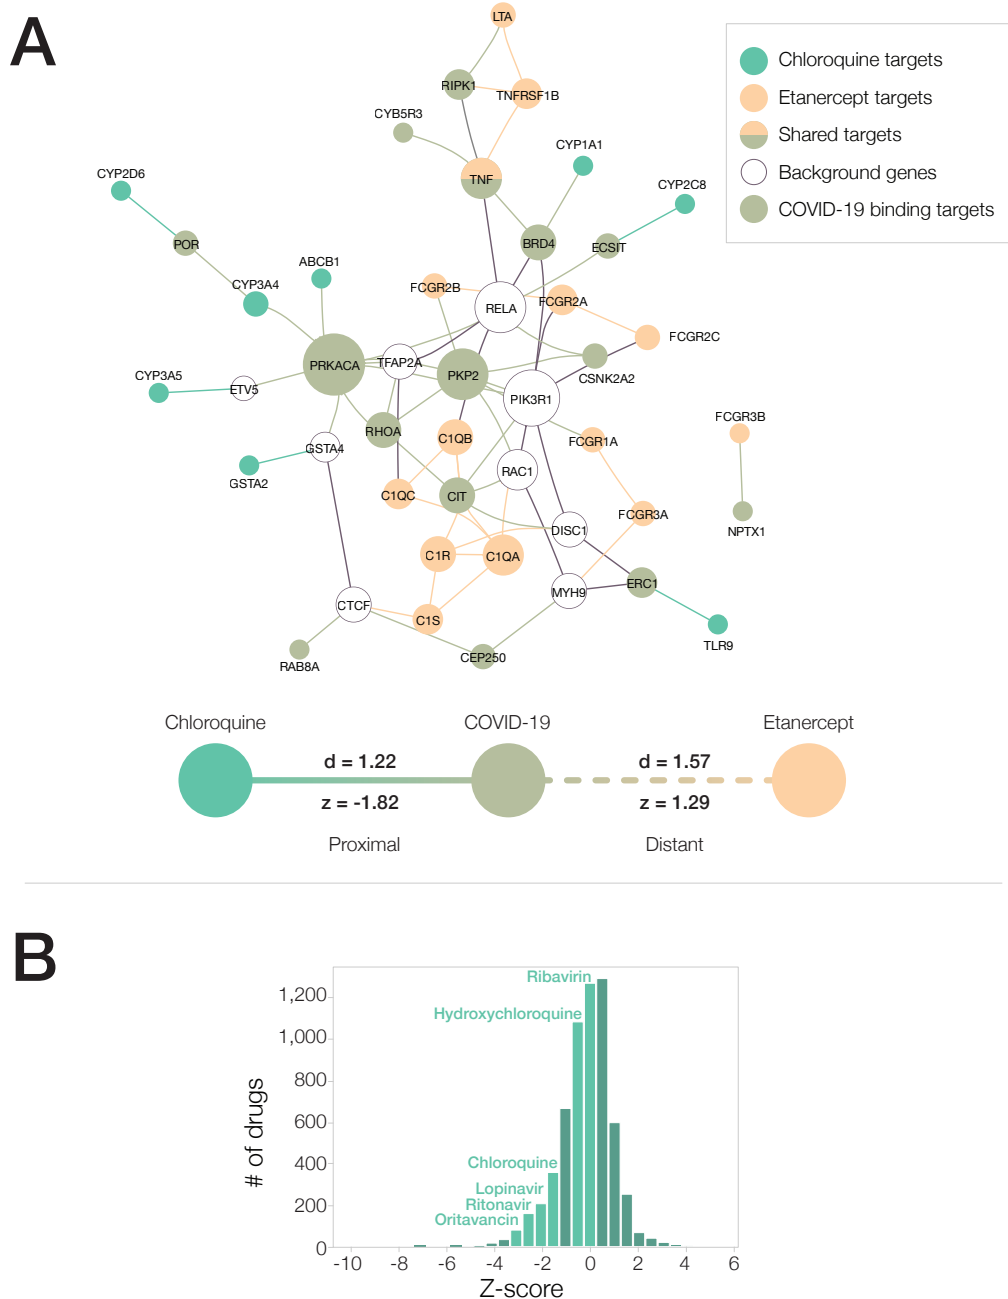 A
LTA
RIPK1
TNFRSF1B
CYB5R3
CYP1A1
TNF
CYP2D6
CYP2C8
POR
BRD4
ECSIT
ABCB1
CYP3A4
FCGR2B
FCGR2A
RELA
FCGR2C
PRKACA
TFAP2A
PKP2
CSNK2A2
CYP3A5
ETV5
PIK3R1
FCGR3B
RHOA
C1QB
FCGR1A
GSTA4
RAC1
GSTA2
C1QC
CIT
FCGR3A
DISC1
NPTX1
C1R
C1QA
MYH9
ERC1
CTCF
C1S
TLR9
RAB8A
CEP250
Chloroquine targets
Etanercept targets
Shared targets
Background genes
COVID-19 binding targets
Chloroquine
COVID-19
Etanercept
d = 1.22
d = 1.57
z = -1.82
z = 1.29
Proximal
Distant
B
Ribavirin
Hydroxychloroquine
Chloroquine
Lopinavir
Ritonavir
Oritavancin
1,200
1,000
800
600
400
200
0
# of drugs
-10 -8 -6 -4 -2 0 2 4 6
Z-score